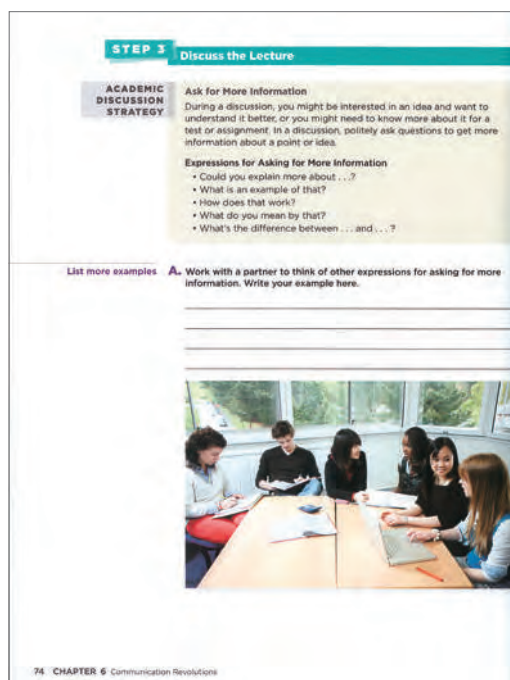 STEP 3 Discuss the Lecture
ACADEMIC
DISCUSSION
STRATEGY
Ask for More Information
During a discussion, you might be interested in an idea and want to
understand it better, or you might need to know more about it for a
test or assignment. In a discussion, politely ask questions to get more
information about a point or idea.
Expressions for Asking for More Information
• Could you explain more about . . .?
• What is an example of that?
• How does that work?
• What do you mean by that?
• What's the difference between . . . and . . . ?
List more examples
A. Work with a partner to think of other expressions for asking for more
information. Write your example here.
74 CHAPTER 6 Communication Revolutions